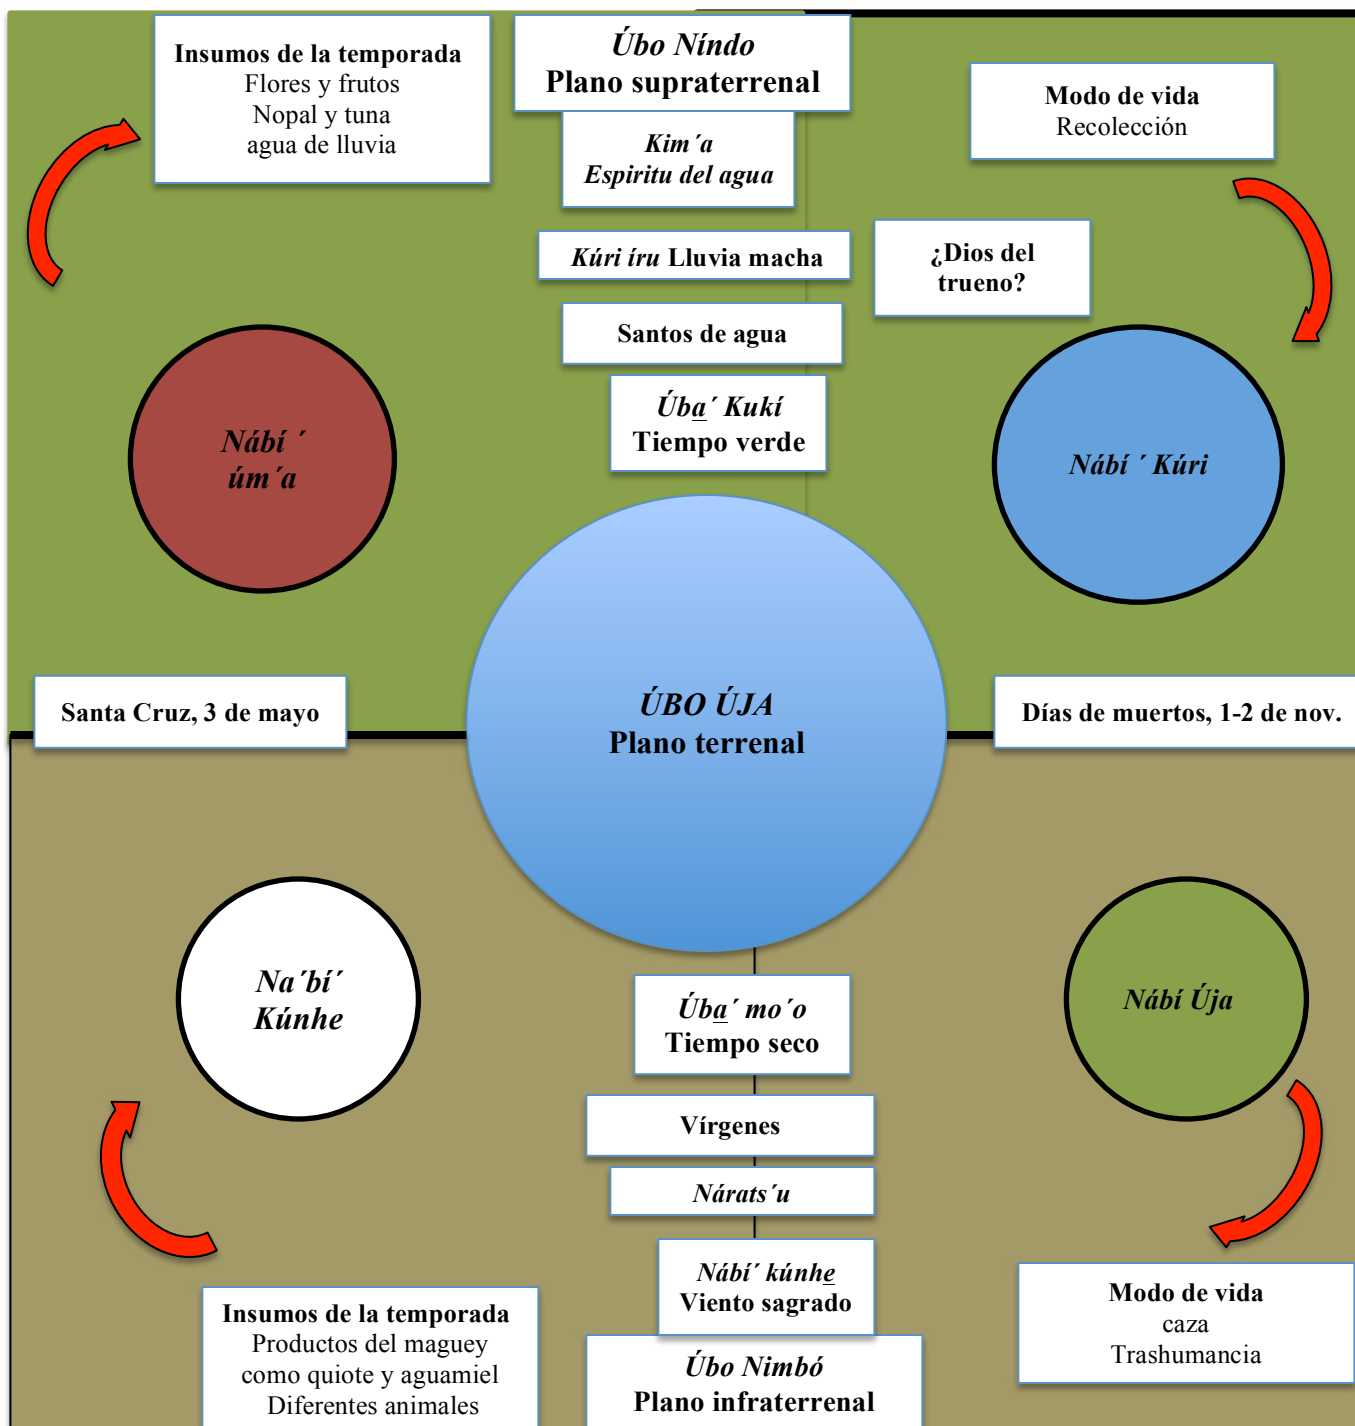 Insumos de la temporada
Flores y frutos
Nopal y tuna
agua de lluvia
Úbo Níndo
Plano supraterrenal
Kim´a
Espiritu del agua
Modo de vida
Recolección
Kúri íru Lluvia macha
¿Dios del
trueno?
Santos de agua
Úba´ Kukí
Tiempo verde
Nábí ´
úm´a
Nábí ´ Kúri
Santa Cruz, 3 de mayo
ÚBO ÚJA
Plano terrenal
Días de muertos, 1-2 de nov.
Na´bí´
Kúnhe
Úba´ mo´o
Tiempo seco
Nábí Úja
Vírgenes
Nárats´u
Nábí´ kúnhe
Viento sagrado
Insumos de la temporada
Productos del maguey
como quiote y aguamiel
Diferentes animales
Úbo Nimbó
Plano infraterrenal
Modo de vida
caza
Trashumancia